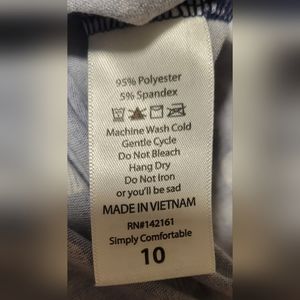 95% Polyester
5% Spandex
Machine Wash Cold
Gentle Cycle
Do Not Bleach
Hang Dry
Do Not Iron
or you'll be sad
MADE IN VIETNAM
RN#142161
Simply Comfortable
10